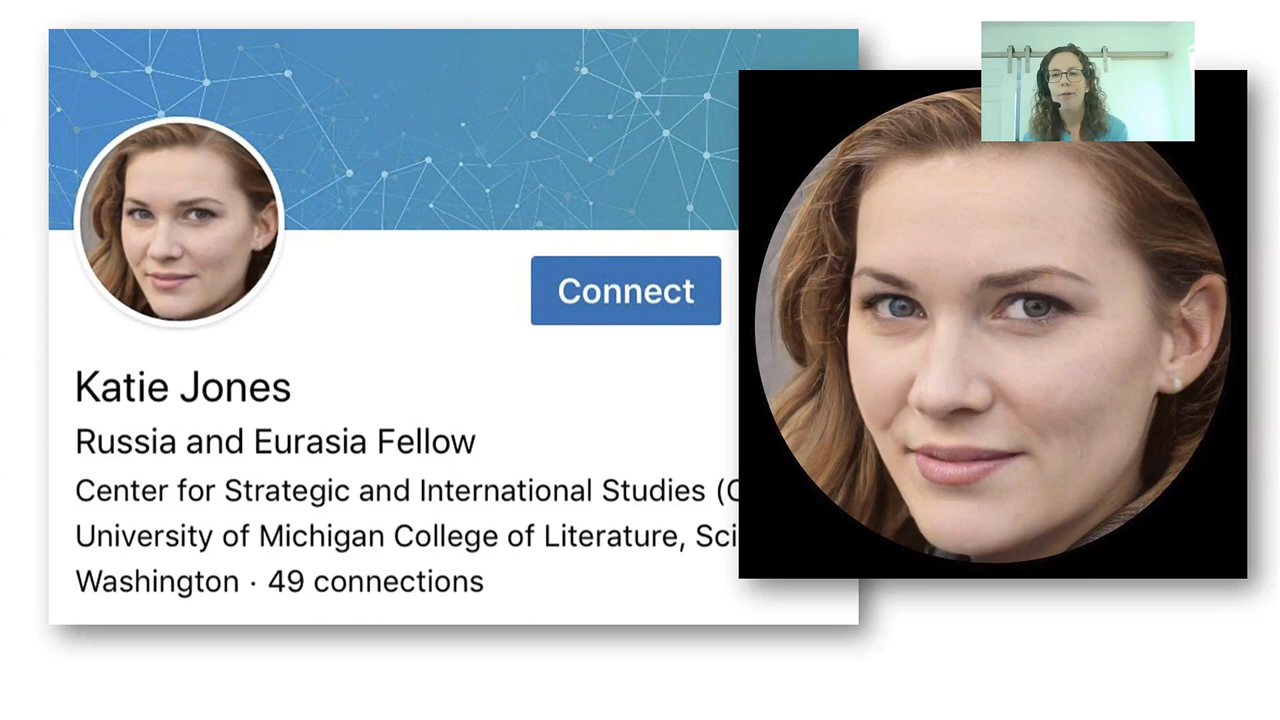 Connect
Katie Jones
Russia and Eurasia Fellow
Center for Strategic and International Studies (
University of Michigan College of Literature,
Washington · 49 connections